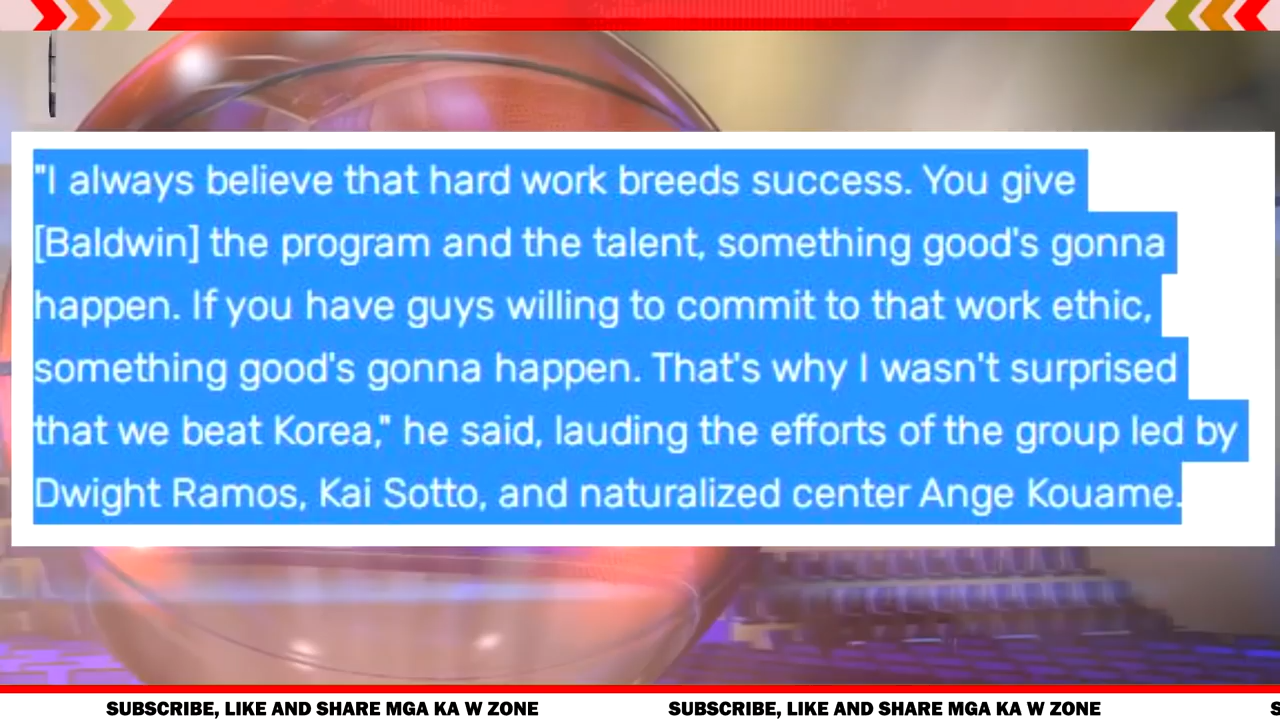 "I always believe that hard work breeds success. You give
[Baldwin] the program and the talent, something good's gonna
happen. If you have guys willing to commit to that work ethic,
something good's gonna happen. That's why I wasn't surprised
that we beat Korea," he said, lauding the efforts of the group led by
Dwight Ramos, Kai Sotto, and naturalized center Ange Kouame.
SUBSCRIBE, LIKE AND SHARE MGA KA W ZONE SUBSCRIBE, LIKE AND SHARE MGA KA W ZONE S